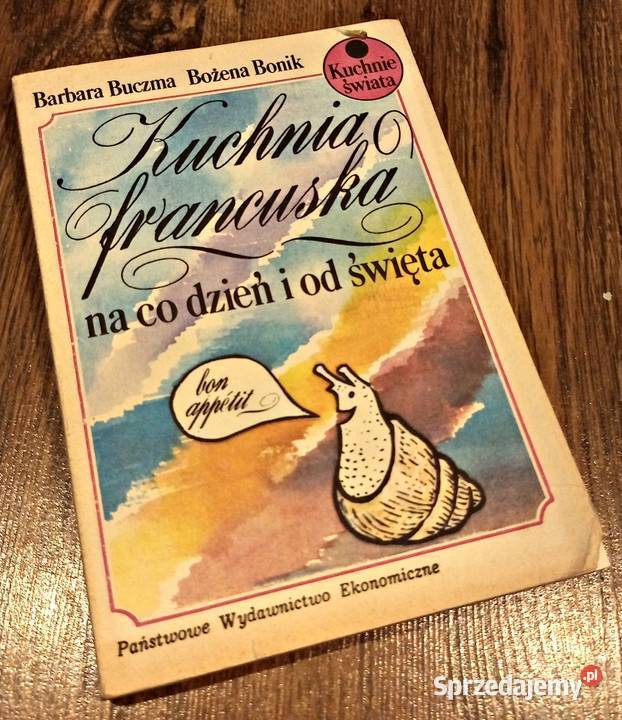 Barbara Buczma Bożena Bonik
Kuchnie
świata
Kuchnia
francuska
na co dzień i od święta
bon
appétit
Państwowe Wydawnictwo Ekonomiczne
Sprzedajemy.pl